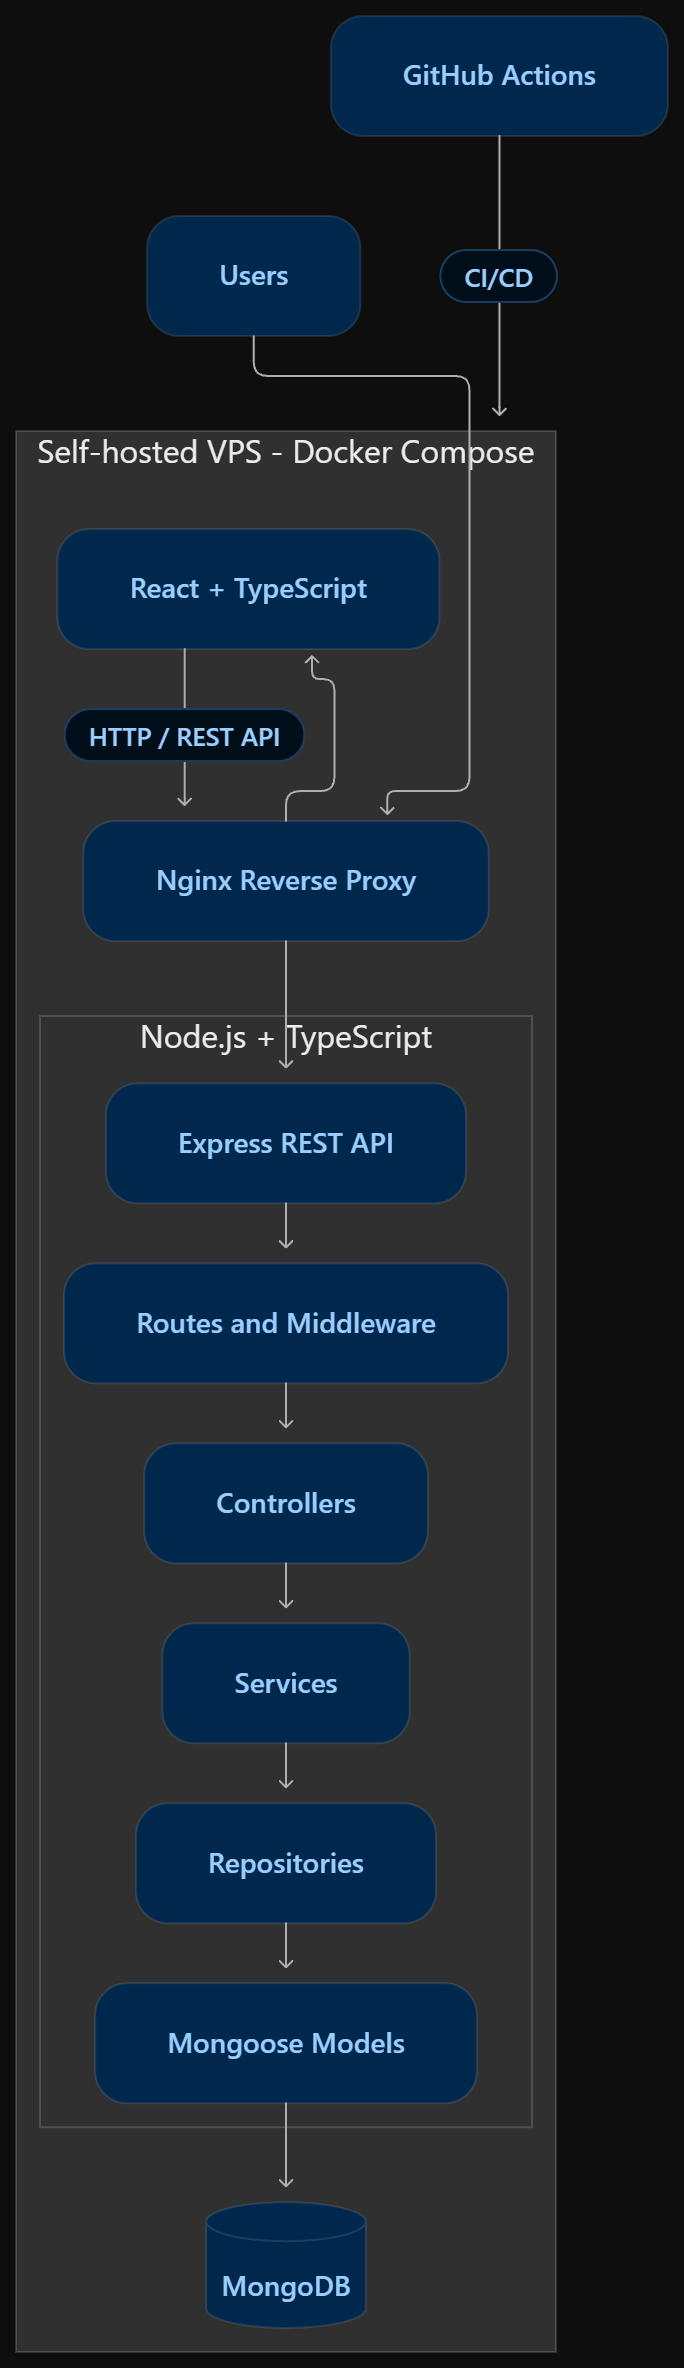 GitHub Actions
Users
CI/CD
Self-hosted VPS - Docker Compose
React + TypeScript
HTTP / REST API
Nginx Reverse Proxy
Node.js + TypeScript
Express REST API
Routes and Middleware
Controllers
Services
Repositories
Mongoose Models
MongoDB